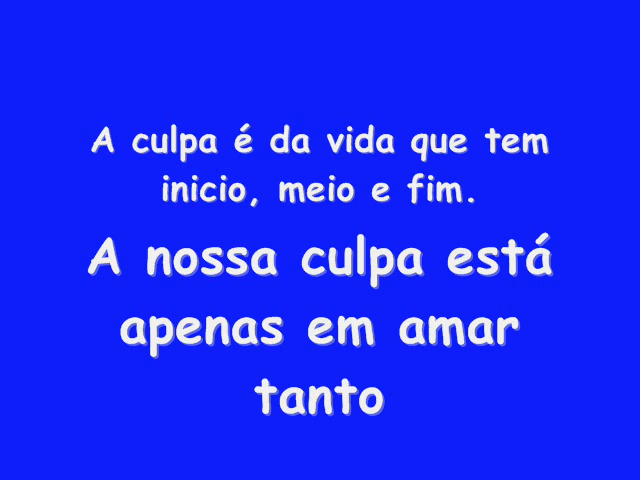 A culpa é da vida que tem
inicio, meio e fim.
A nossa culpa está
apenas em amar
tanto